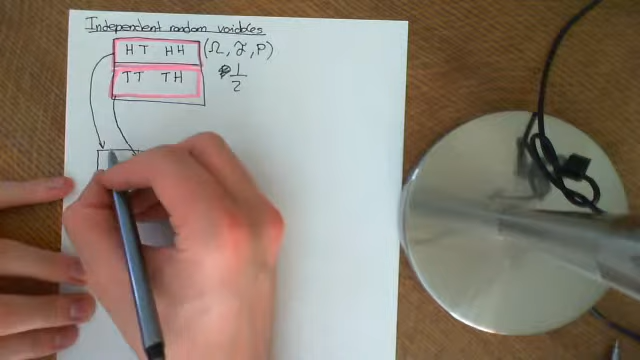 Independent random variables
HT HH (Ω, F, P)
TT TH 1/2